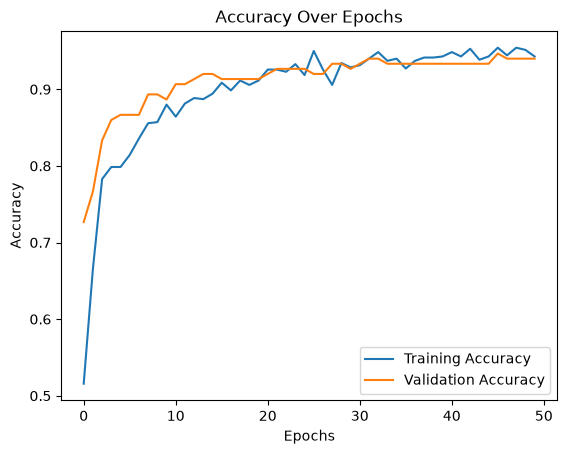 Accuracy Over Epochs
Accuracy
0.9
0.8
0.7
0.6
0.5
0
10
20
30
40
50
Epochs
Training Accuracy
Validation Accuracy